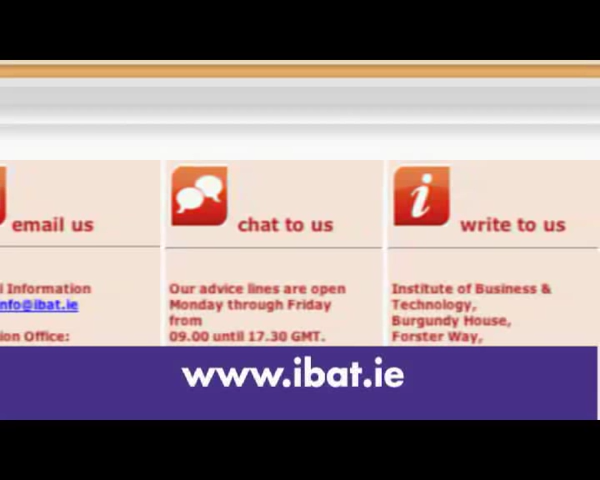 email us
chat to us
write to us
l Information
nfo@ibat.ie
ion Office:
Our advice lines are open
Monday through Friday
from
09.00 until 17.30 GMT.
Institute of Business &
Technology,
Burgundy House,
Forster Way,
www.ibat.ie